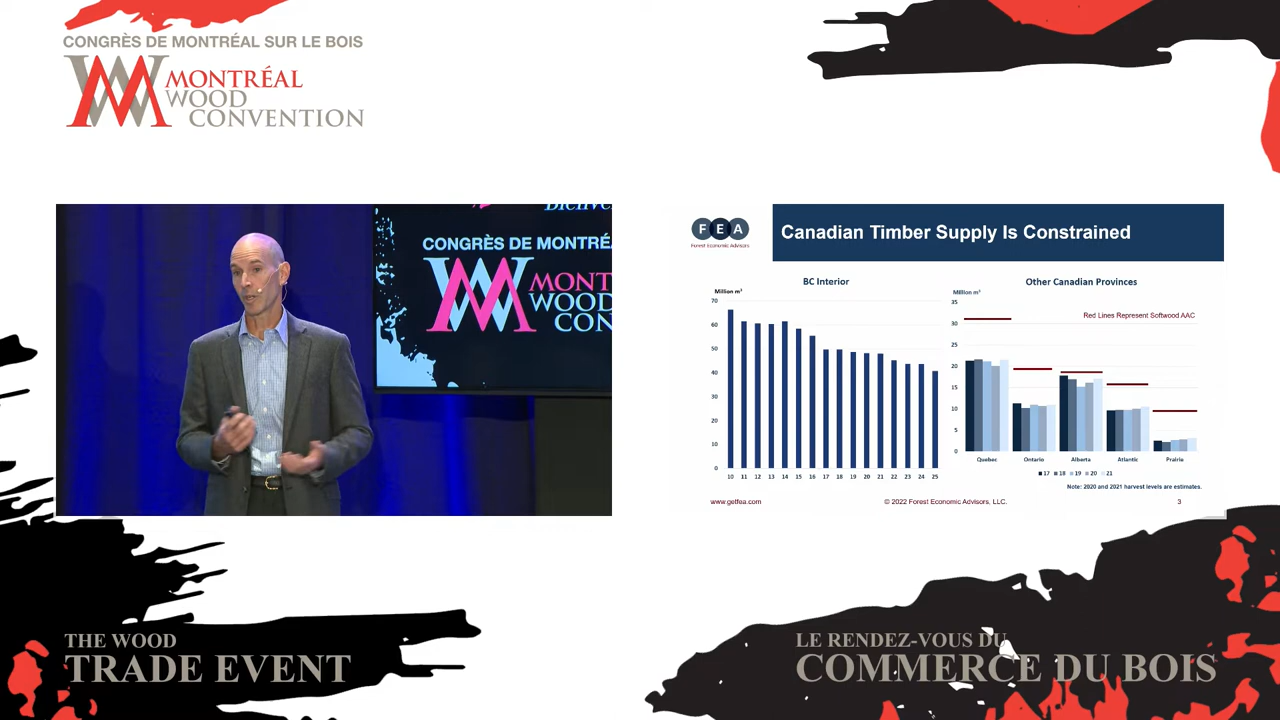 CONGRÈS DE MONTRÉAL SUR LE BOIS
MONTRÉAL
WOOD
CONVENTION
CONGRÈS DE MONTRÉ
MONT
WOOD
CON
FEA
Forest Economic Advisors
Canadian Timber Supply Is Constrained
BC Interior
Million m³
70
60
50
40
30
20
10
0
10 11 12 13 14 15 16 17 18 19 20 21 22 23 24 25
Other Canadian Provinces
Million m³
35
30
25
20
15
10
5
0
Red Lines Represent Softwood AAC
Quebec Ontario Alberta Atlantic Prairie
17 18 19 20 21
Note: 2020 and 2021 harvest levels are estimates.
www.getfea.com
© 2022 Forest Economic Advisors, LLC.
3
THE WOOD
TRADE EVENT
LE RENDEZ-VOUS DU
COMMERCE DU BOIS